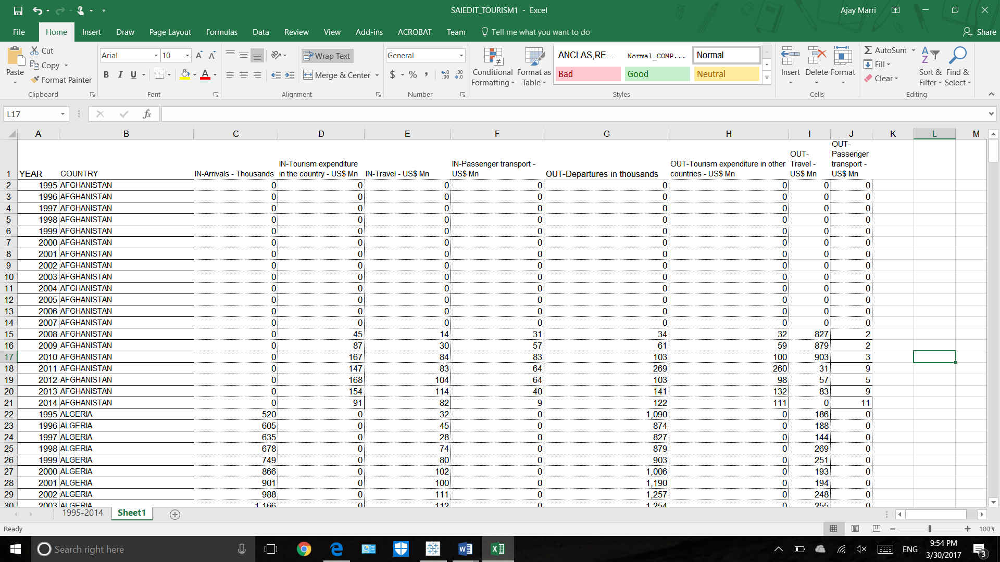 SAIEDIT_TOURISM1 - Excel
Ajay Marri
File Home Insert Draw Page Layout Formulas Data Review View Add-ins ACROBAT Team Tell me what you want to do Share
Paste
Cut
Copy
Format Painter
Clipboard
Arial 10
B I U
Font
Wrap Text
Merge & Center
Alignment
General
$ % ,
Number
Conditional Formatting
Format as Table
ANCLAS,RE... Normal_COMP... Normal
Bad Good Neutral
Styles
Insert Delete Format
Cells
AutoSum
Fill
Clear
Sort & Filter
Find & Select
Editing
L17
fx
A B C D E F G H I J K L M
1 YEAR COUNTRY IN-Arrivals - Thousands IN-Tourism expenditure in the country - US$ Mn IN-Travel - US$ Mn IN-Passenger transport - US$ Mn OUT-Departures in thousands OUT-Tourism expenditure in other countries - US$ Mn OUT-Travel - US$ Mn OUT-Passenger transport - US$ Mn
2 1995 AFGHANISTAN 0 0 0 0 0 0 0 0
3 1996 AFGHANISTAN 0 0 0 0 0 0 0 0
4 1997 AFGHANISTAN 0 0 0 0 0 0 0 0
5 1998 AFGHANISTAN 0 0 0 0 0 0 0 0
6 1999 AFGHANISTAN 0 0 0 0 0 0 0 0
7 2000 AFGHANISTAN 0 0 0 0 0 0 0 0
8 2001 AFGHANISTAN 0 0 0 0 0 0 0 0
9 2002 AFGHANISTAN 0 0 0 0 0 0 0 0
10 2003 AFGHANISTAN 0 0 0 0 0 0 0 0
11 2004 AFGHANISTAN 0 0 0 0 0 0 0 0
12 2005 AFGHANISTAN 0 0 0 0 0 0 0 0
13 2006 AFGHANISTAN 0 0 0 0 0 0 0 0
14 2007 AFGHANISTAN 0 0 0 0 0 0 0 0
15 2008 AFGHANISTAN 0 45 14 31 34 32 827 2
16 2009 AFGHANISTAN 0 87 30 57 61 59 879 2
17 2010 AFGHANISTAN 0 167 84 83 103 100 903 3
18 2011 AFGHANISTAN 0 147 83 64 269 260 31 9
19 2012 AFGHANISTAN 0 168 104 64 103 98 57 5
20 2013 AFGHANISTAN 0 154 114 40 141 132 83 9
21 2014 AFGHANISTAN 0 91 82 9 122 111 0 11
22 1995 ALGERIA 520 0 32 0 1,090 0 186 0
23 1996 ALGERIA 605 0 45 0 874 0 188 0
24 1997 ALGERIA 635 0 28 0 827 0 144 0
25 1998 ALGERIA 678 0 74 0 879 0 269 0
26 1999 ALGERIA 749 0 80 0 903 0 251 0
27 2000 ALGERIA 866 0 102 0 1,006 0 193 0
28 2001 ALGERIA 901 0 100 0 1,190 0 194 0
29 2002 ALGERIA 988 0 111 0 1,257 0 248 0
30 2003 ALGERIA 1,166 0 112 0 1,254 0 255 0
1995-2014 Sheet1
Ready
100%
Search right here
ENG
9:54 PM
3/30/2017
3